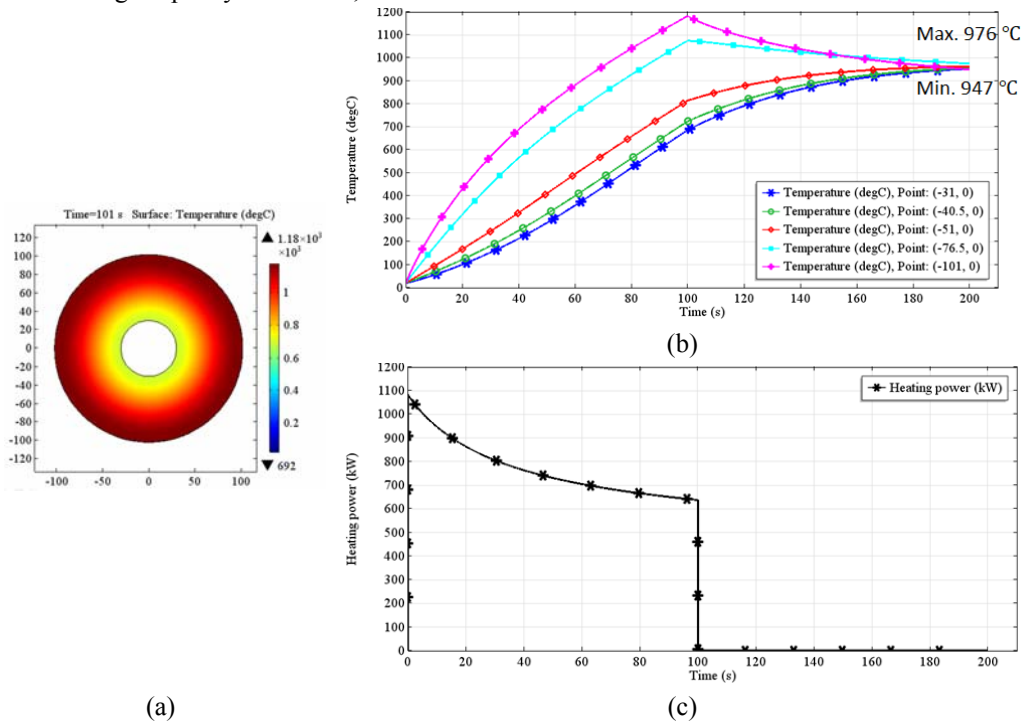 Time=101 s Surface: Temperature (degC)
1.18×10³
×10³
120
100
80
60
40
20
0
-20
-40
-60
-80
-100
-120
-100
-50
0
50
100
1
0.8
0.6
0.4
0.2
692
(a)
1200
1100
1000
900
800
700
600
500
400
300
200
100
0
Temperature (degC)
Max. 976 ℃
Min. 947 ℃
Temperature (degC), Point: (-31, 0)
Temperature (degC), Point: (-40.5, 0)
Temperature (degC), Point: (-51, 0)
Temperature (degC), Point: (-76.5, 0)
Temperature (degC), Point: (-101, 0)
0 20 40 60 80 100 120 140 160 180 200
Time (s)
(b)
1200
1100
1000
900
800
700
600
500
400
300
200
100
0
Heating power (kW)
Heating power (kW)
0 20 40 60 80 100 120 140 160 180 200
Time (s)
(c)